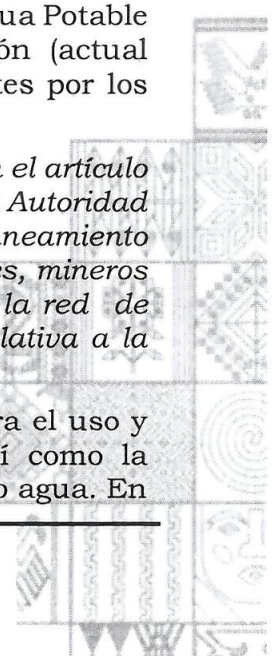 ua Potable
ón (actual
tes por los
n el artículo
Autoridad
neamiento
es, mineros
la red de
lativa a la
ra el uso y
í como la
o agua. En